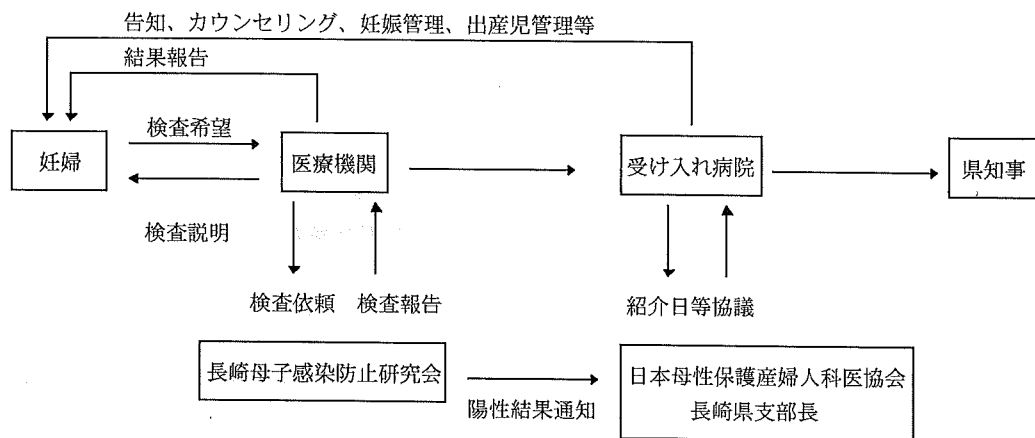 告知、カウンセリング、妊娠管理、出産児管理等
結果報告
検査希望
妊婦
医療機関
受け入れ病院
県知事
検査説明
検査依頼
検査報告
紹介日等協議
長崎母子感染防止研究会
陽性結果通知
日本母性保護産婦人科医協会
長崎県支部長